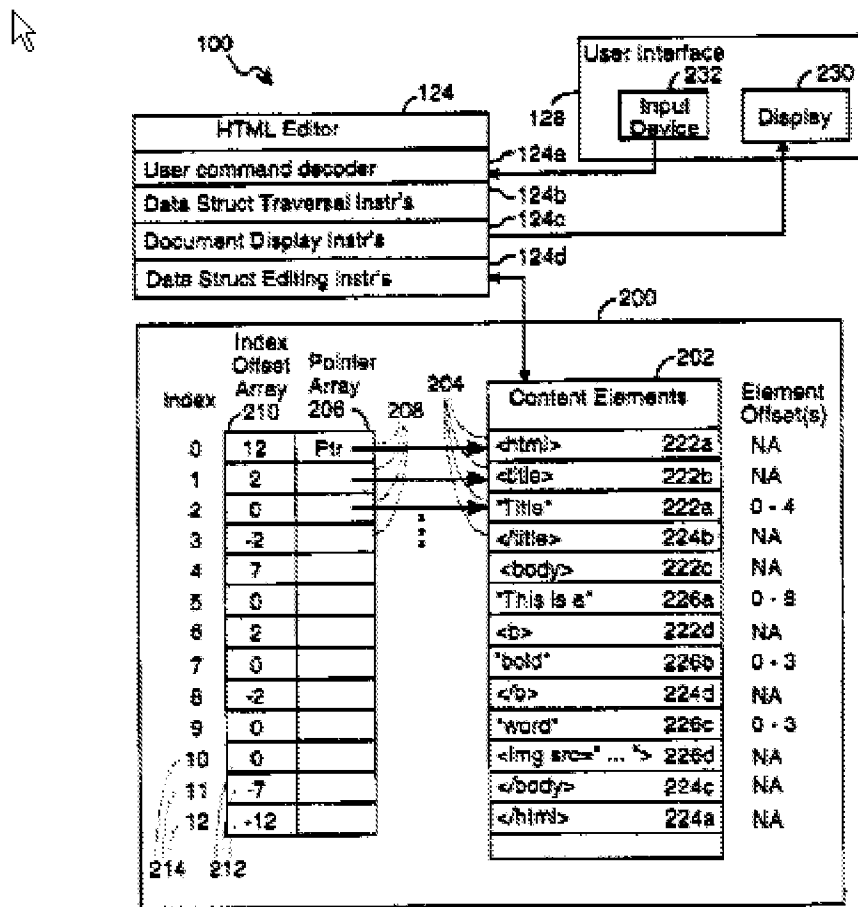 100
User Interface
232
230
124
128
Input
Device
Display
HTML Editor
124a
User command decoder
124b
Data Struct Traversal Instr's
124c
Document Display Instr's
124d
Data Struct Editing Instr's
200
Index
Offset
Array
210
Pointer
Array
206
208
204
202
Index
Content Elements
Element
Offset(s)
0 12 Ptr <html> 222a NA
1 2 <title> 222b NA
2 0 "Title" 222a 0 - 4
3 -2 </title> 224b NA
4 7 <body> 222c NA
5 0 "This is a" 226a 0 - 8
6 2 <b> 222d NA
7 0 "bold" 226b 0 - 3
8 -2 </b> 224d NA
9 0 "word" 226c 0 - 3
10 0 <img src=" ... "> 226d NA
11 -7 </body> 224c NA
12 -12 </html> 224a NA
214 212